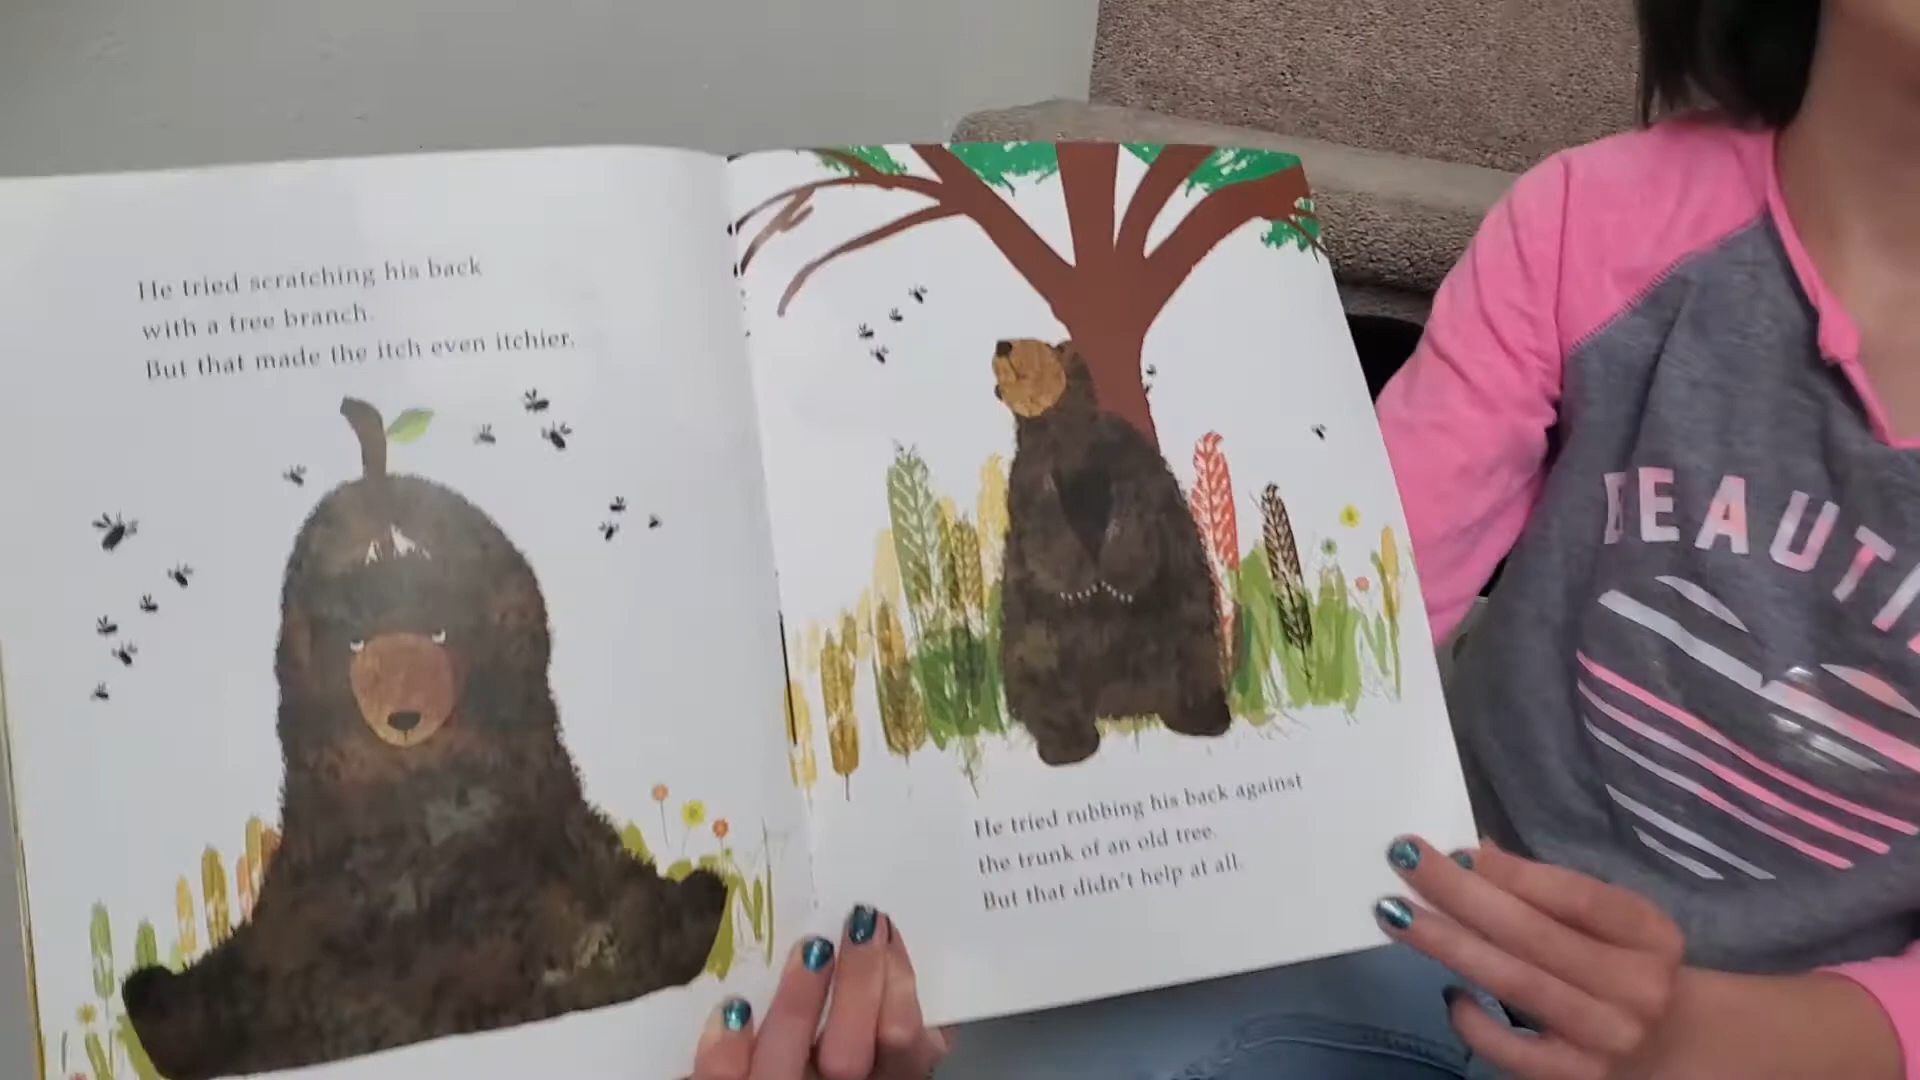 He tried scratching his back
with a tree branch.
But that made the itch even itchier.
He tried rubbing his back against
the trunk of an old tree.
But that didn't help at all.